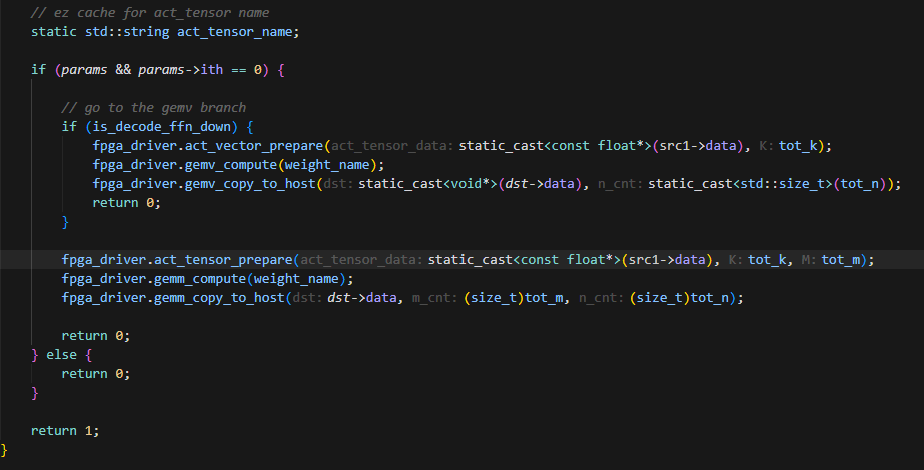 // ez cache for act_tensor name
static std::string act_tensor_name;
if (params && params->ith == 0) {
// go to the gemv branch
if (is_decode_ffn_down) {
fpga_driver.act_vector_prepare(act_tensor_data: static_cast<const float*>(src1->data), K: tot_k);
fpga_driver.gemv_compute(weight_name);
fpga_driver.gemv_copy_to_host(dst: static_cast<void*>(dst->data), n_cnt: static_cast<std::size_t>(tot_n));
return 0;
}
fpga_driver.act_tensor_prepare(act_tensor_data: static_cast<const float*>(src1->data), K: tot_k, M: tot_m);
fpga_driver.gemm_compute(weight_name);
fpga_driver.gemm_copy_to_host(dst: dst->data, m_cnt: (size_t)tot_m, n_cnt: (size_t)tot_n);
return 0;
} else {
return 0;
}
return 1;
}